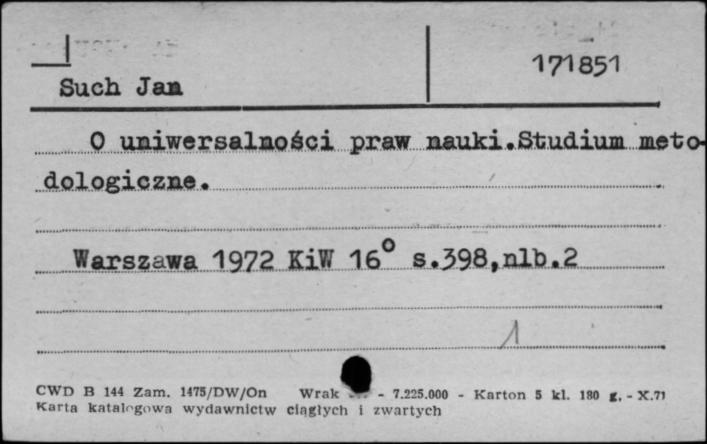 171851
Such Jan
O uniwersalności praw nauki.Studium meto-
dologiczne.
Warszawa 1972 KiW 16° s.398,nlb.2
1
CWD B 144 Zam. 1475/DW/On Wrak - 7.225.000 - Karton 5 kl. 180 g. - X.71
Karta katalogowa wydawnictw ciągłych i zwartych